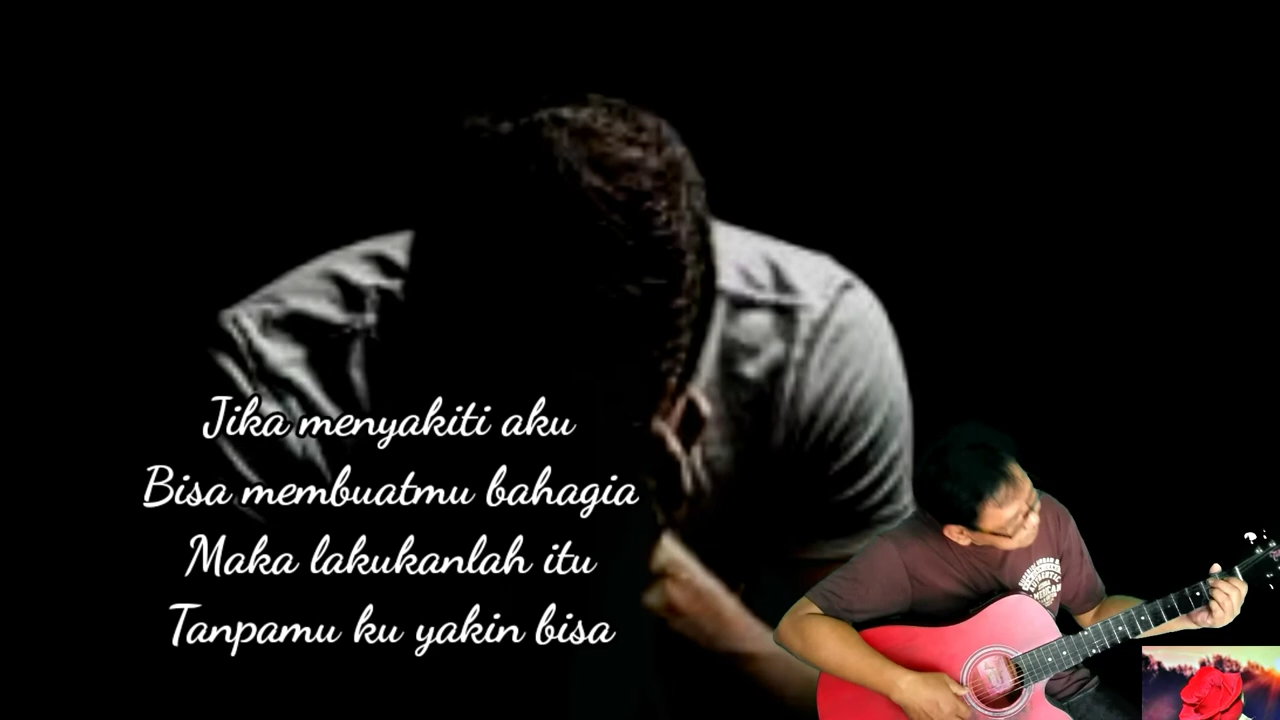 Jika menyakiti aku
Bisa membuatmu bahagia
Maka lakukanlah itu
Tanpamu ku yakin bisa